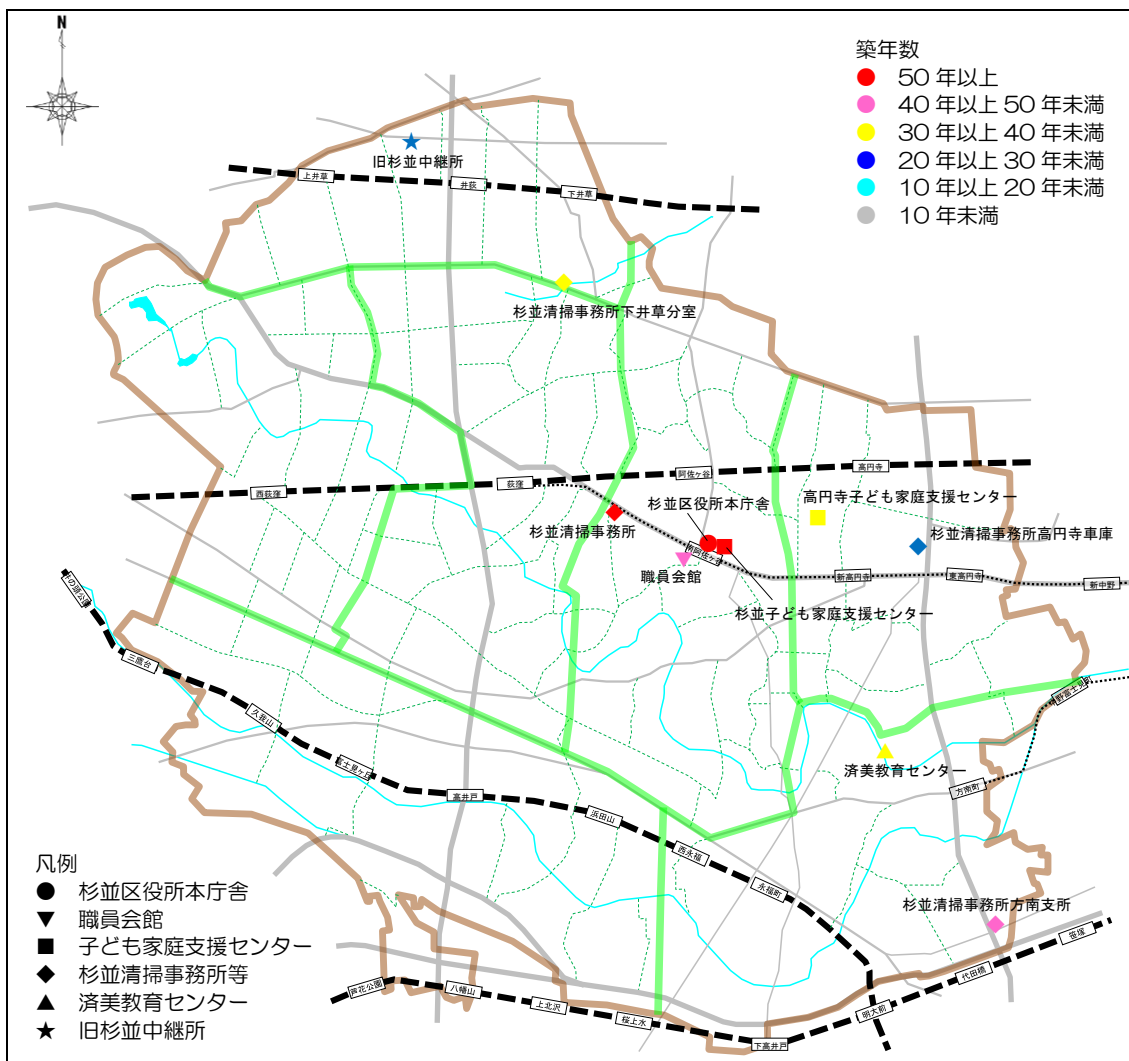 N
築年数
50年以上
40年以上50年未満
30年以上40年未満
20年以上30年未満
10年以上20年未満
10年未満
旧杉並中継所
上井草
井荻
下井草
杉並清掃事務所下井草分室
西荻窪
荻窪
阿佐ヶ谷
高円寺
高円寺子ども家庭支援センター
杉並区役所本庁舎
杉並清掃事務所
杉並清掃事務所高円寺車庫
南阿佐ヶ谷
職員会館
新高円寺
東高円寺
新中野
杉並子ども家庭支援センター
三鷹台
久我山
富士見ヶ丘
高井戸
浜田山
西永福
永福町
済美教育センター
方南町
杉並清掃事務所方南支所
笹塚
代田橋
明大前
下高井戸
桜上水
上北沢
八幡山
芦花公園
凡例
杉並区役所本庁舎
職員会館
子ども家庭支援センター
杉並清掃事務所等
済美教育センター
旧杉並中継所